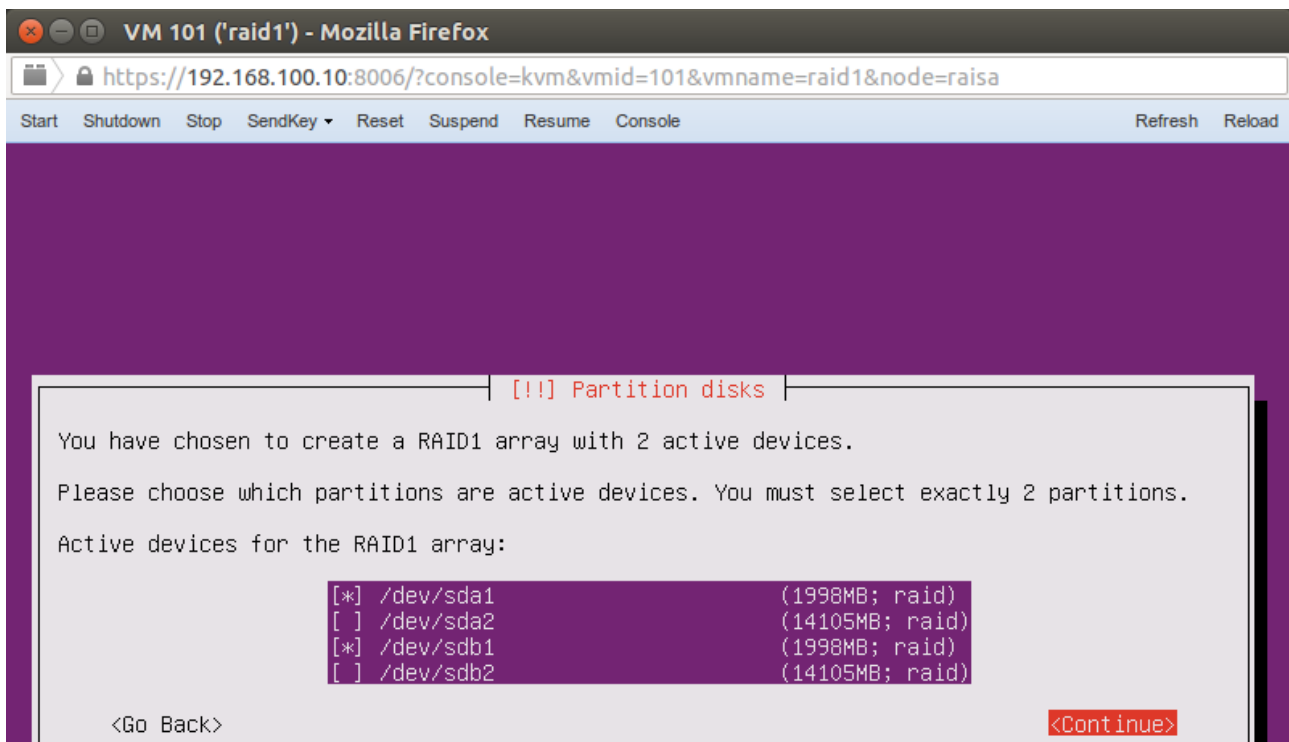 VM 101 ('raid1') - Mozilla Firefox
https://192.168.100.10:8006/?console=kvm&vmid=101&vmname=raid1&node=raisa
Start Shutdown Stop SendKey Reset Suspend Resume Console Refresh Reload
[!!] Partition disks
You have chosen to create a RAID1 array with 2 active devices.
Please choose which partitions are active devices. You must select exactly 2 partitions.
Active devices for the RAID1 array:
[*] /dev/sda1 (1998MB; raid)
[ ] /dev/sda2 (14105MB; raid)
[*] /dev/sdb1 (1998MB; raid)
[ ] /dev/sdb2 (14105MB; raid)
<Go Back> <Continue>